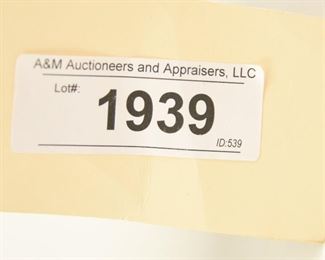 A&M Auctioneers and Appraisers, LLC
Lot#: 1939
ID:539